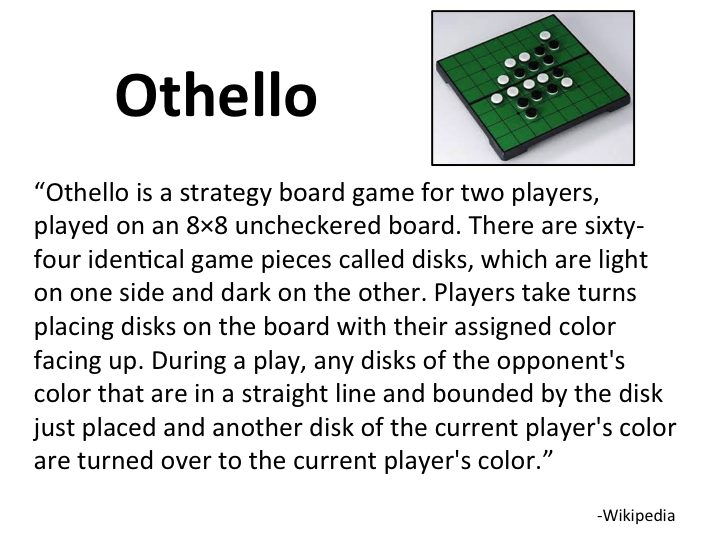 Othello
“Othello is a strategy board game for two players,
played on an 8×8 uncheckered board. There are sixty-
four identical game pieces called disks, which are light
on one side and dark on the other. Players take turns
placing disks on the board with their assigned color
facing up. During a play, any disks of the opponent's
color that are in a straight line and bounded by the disk
just placed and another disk of the current player's color
are turned over to the current player's color.”
-Wikipedia